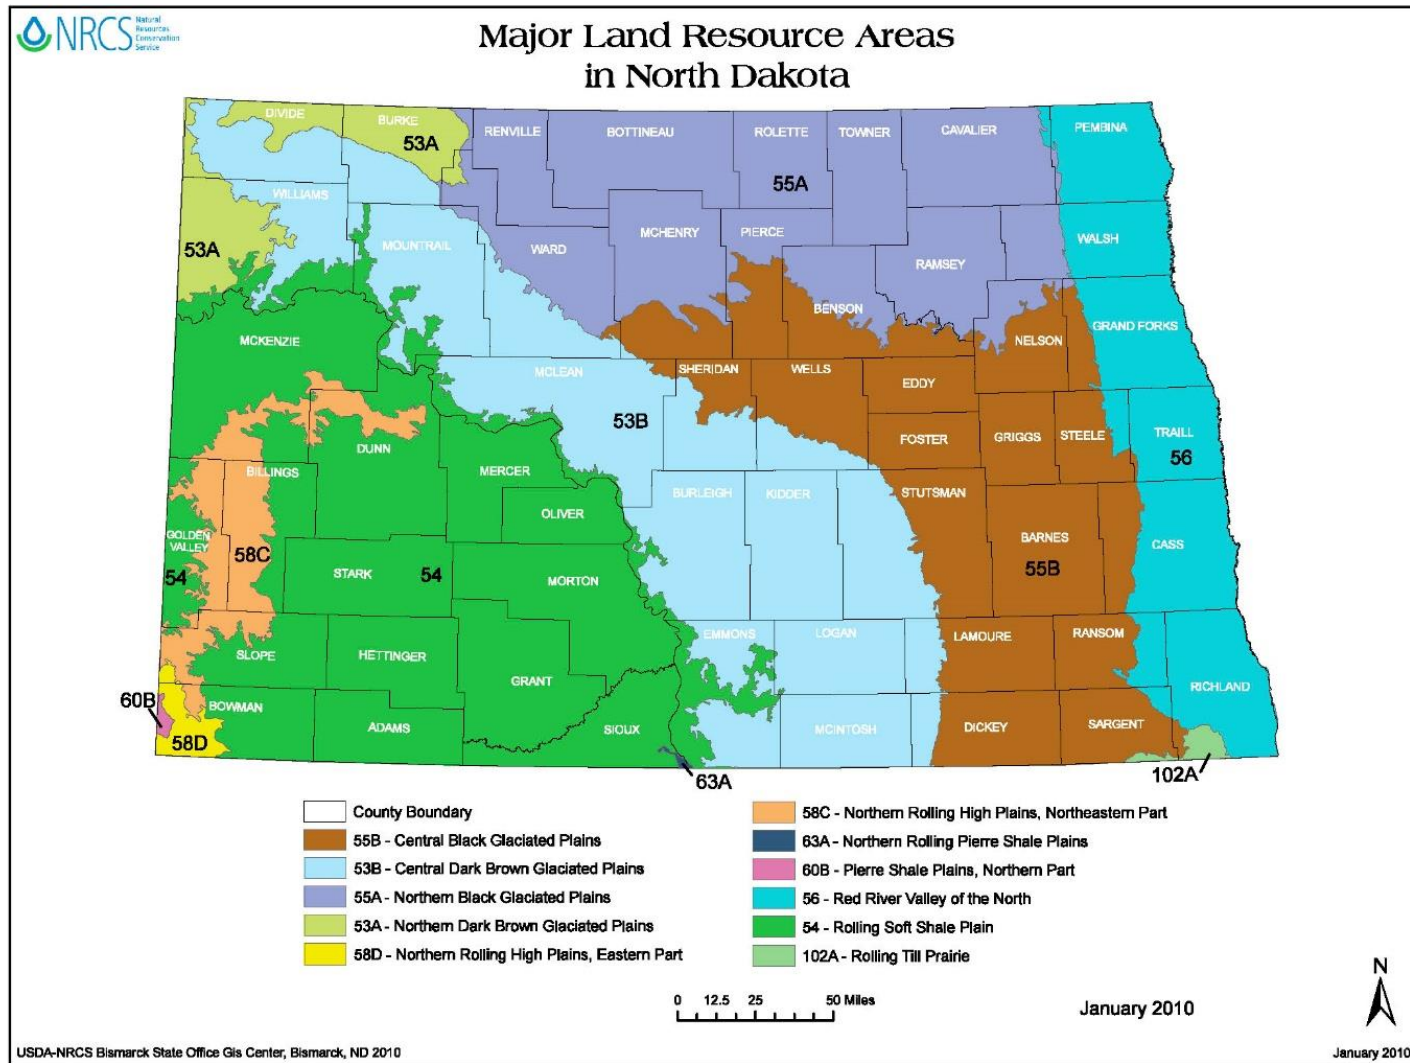 NRCS
Natural
Resources
Conservation
Service
Major Land Resource Areas
in North Dakota
DIVIDE
BURKE
53A
RENVILLE
BOTTINEAU
ROLETTE
TOWNER
CAVALIER
PEMBINA
55A
WILLIAMS
53A
MOUNTRAIL
WARD
MCHENRY
PIERCE
RAMSEY
WALSH
BENSON
GRAND FORKS
NELSON
MCKENZIE
MCLEAN
SHERIDAN
WELLS
EDDY
53B
FOSTER
GRIGGS
STEELE
TRAILL
56
DUNN
BILLINGS
MERCER
OLIVER
BURLEIGH
KIDDER
STUTSMAN
BARNES
CASS
GOLDEN
VALLEY
58C
54
STARK
54
MORTON
55B
EMMONS
LOGAN
LAMOURE
RANSOM
SLOPE
HETTINGER
GRANT
RICHLAND
60B
BOWMAN
58D
ADAMS
SIOUX
MCINTOSH
DICKEY
SARGENT
63A
102A
County Boundary
55B - Central Black Glaciated Plains
53B - Central Dark Brown Glaciated Plains
55A - Northern Black Glaciated Plains
53A - Northern Dark Brown Glaciated Plains
58D - Northern Rolling High Plains, Eastern Part
58C - Northern Rolling High Plains, Northeastern Part
63A - Northern Rolling Pierre Shale Plains
60B - Pierre Shale Plains, Northern Part
56 - Red River Valley of the North
54 - Rolling Soft Shale Plain
102A - Rolling Till Prairie
0 12.5 25 50 Miles
January 2010
N
USDA-NRCS Bismarck State Office Gis Center, Bismarck, ND 2010
January 2010